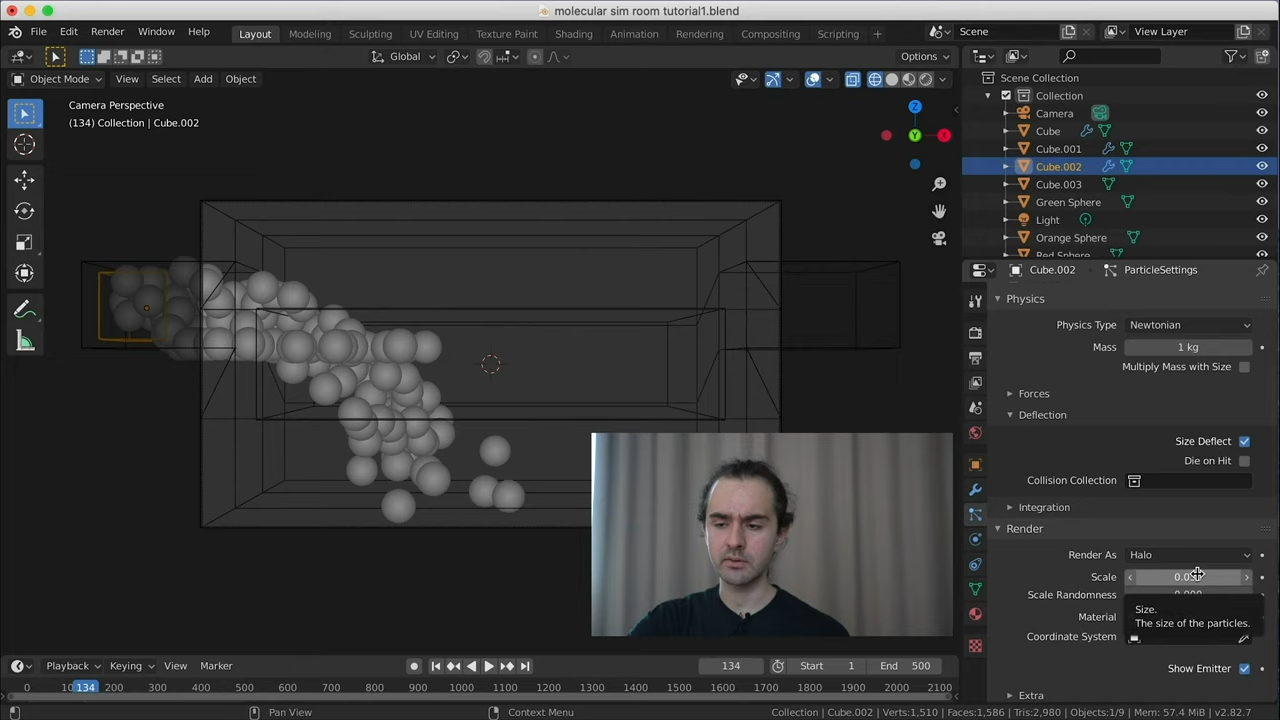 molecular sim room tutorial1.blend
File Edit Render Window Help Layout Modeling Sculpting UV Editing Texture Paint Shading Animation Rendering Compositing Scripting + Scene View Layer
Global Options
Object Mode View Select Add Object
Camera Perspective
(134) Collection | Cube.002
Z
Y
X
Scene Collection
Collection
Camera
Cube
Cube.001
Cube.002
Cube.003
Green Sphere
Light
Orange Sphere
Red Sphere
Cube.002 ParticleSettings
Physics
Physics Type Newtonian
Mass 1 kg
Multiply Mass with Size
Forces
Deflection
Size Deflect
Die on Hit
Collision Collection
Integration
Render
Render As Halo
Scale
Scale Randomness 0.000
Material
Coordinate System
Size.
The size of the particles.
Show Emitter
Extra
Playback Keying View Marker 134 Start 1 End 500
0 134 200 300 400 500 600 700 800 900 1000 1100 1200 1300 1400 1500 1600 1700 1800 1900 2000 2100
Pan View Context Menu Collection | Cube.002 | Verts:1,510 | Faces:1,586 | Tris:2,980 | Objects:1/9 | Mem: 57.4 MiB | v2.82.7